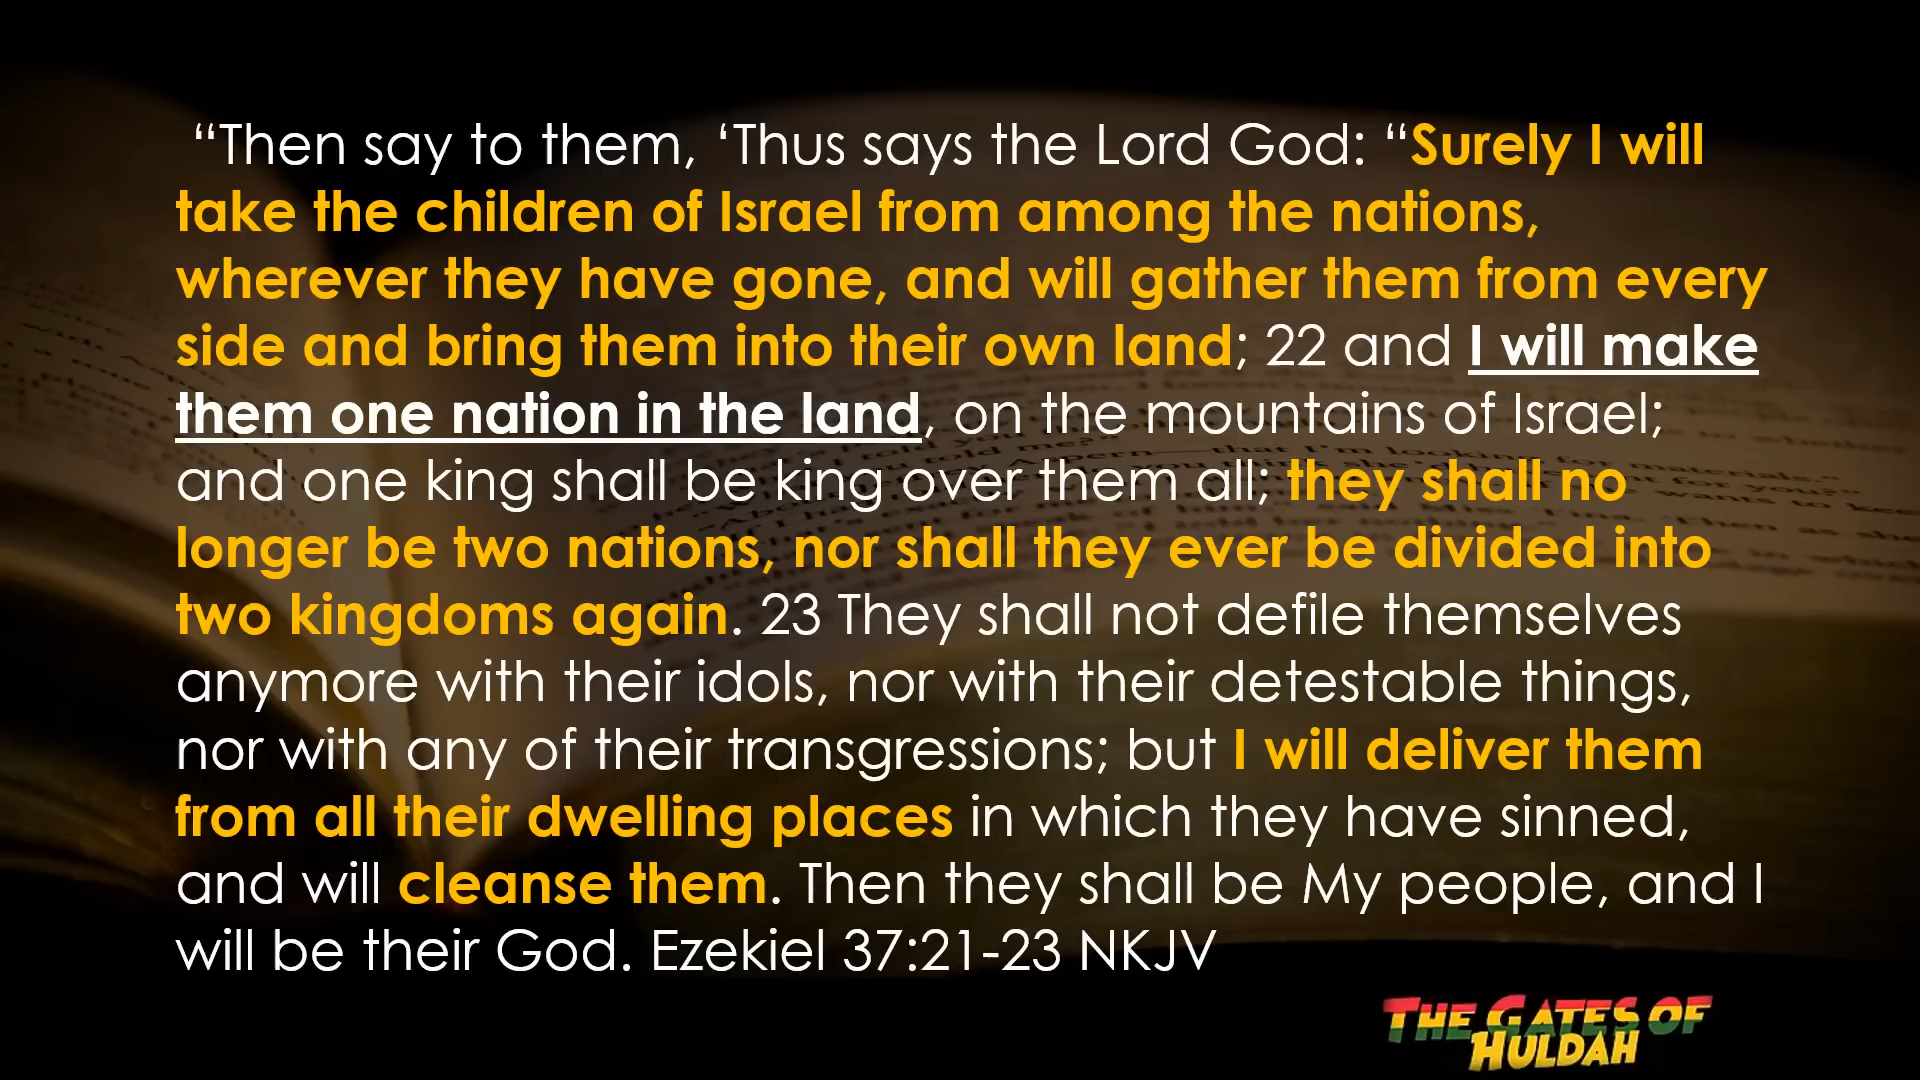 “Then say to them, ‘Thus says the Lord God: “Surely I will
take the children of Israel from among the nations,
wherever they have gone, and will gather them from every
side and bring them into their own land; 22 and I will make
them one nation in the land, on the mountains of Israel;
and one king shall be king over them all; they shall no
longer be two nations, nor shall they ever be divided into
two kingdoms again. 23 They shall not defile themselves
anymore with their idols, nor with their detestable things,
nor with any of their transgressions; but I will deliver them
from all their dwelling places in which they have sinned,
and will cleanse them. Then they shall be My people, and I
will be their God. Ezekiel 37:21-23 NKJV
THE GATES OF
HULDAH